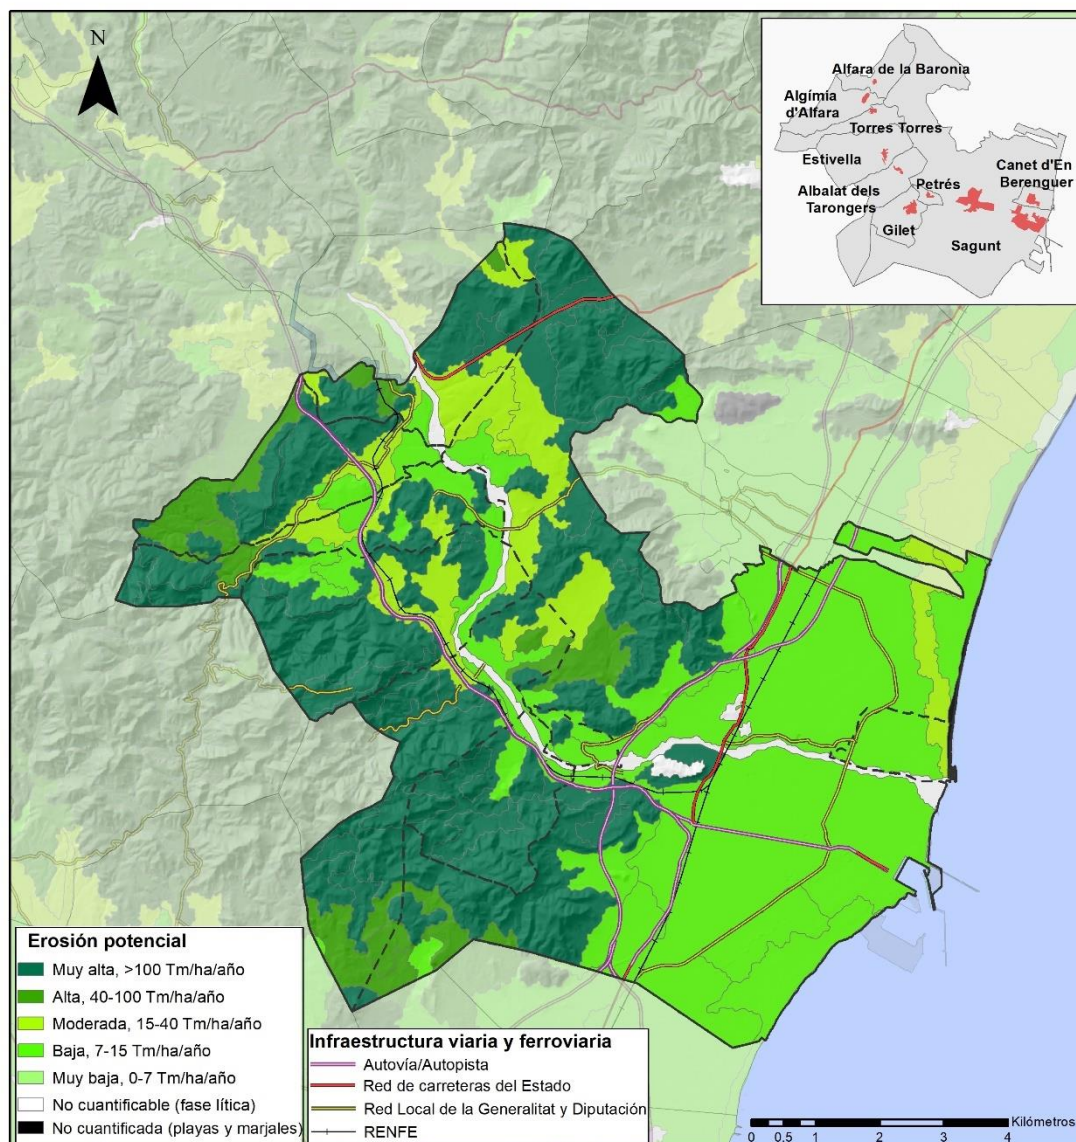 N
Alfara de la Baronia
Algímia
d'Alfara
Torres Torres
Estivella
Canet d'En
Berenguer
Petrés
Albalat dels
Tarongers
Gilet
Sagunt
Erosión potencial
Muy alta, >100 Tm/ha/año
Alta, 40-100 Tm/ha/año
Moderada, 15-40 Tm/ha/año
Baja, 7-15 Tm/ha/año
Muy baja, 0-7 Tm/ha/año
No cuantificable (fase lítica)
No cuantificada (playas y marjales)
Infraestructura viaria y ferroviaria
Autovía/Autopista
Red de carreteras del Estado
Red Local de la Generalitat y Diputación
RENFE
Kilómetros
0 0.5 1 2 3 4